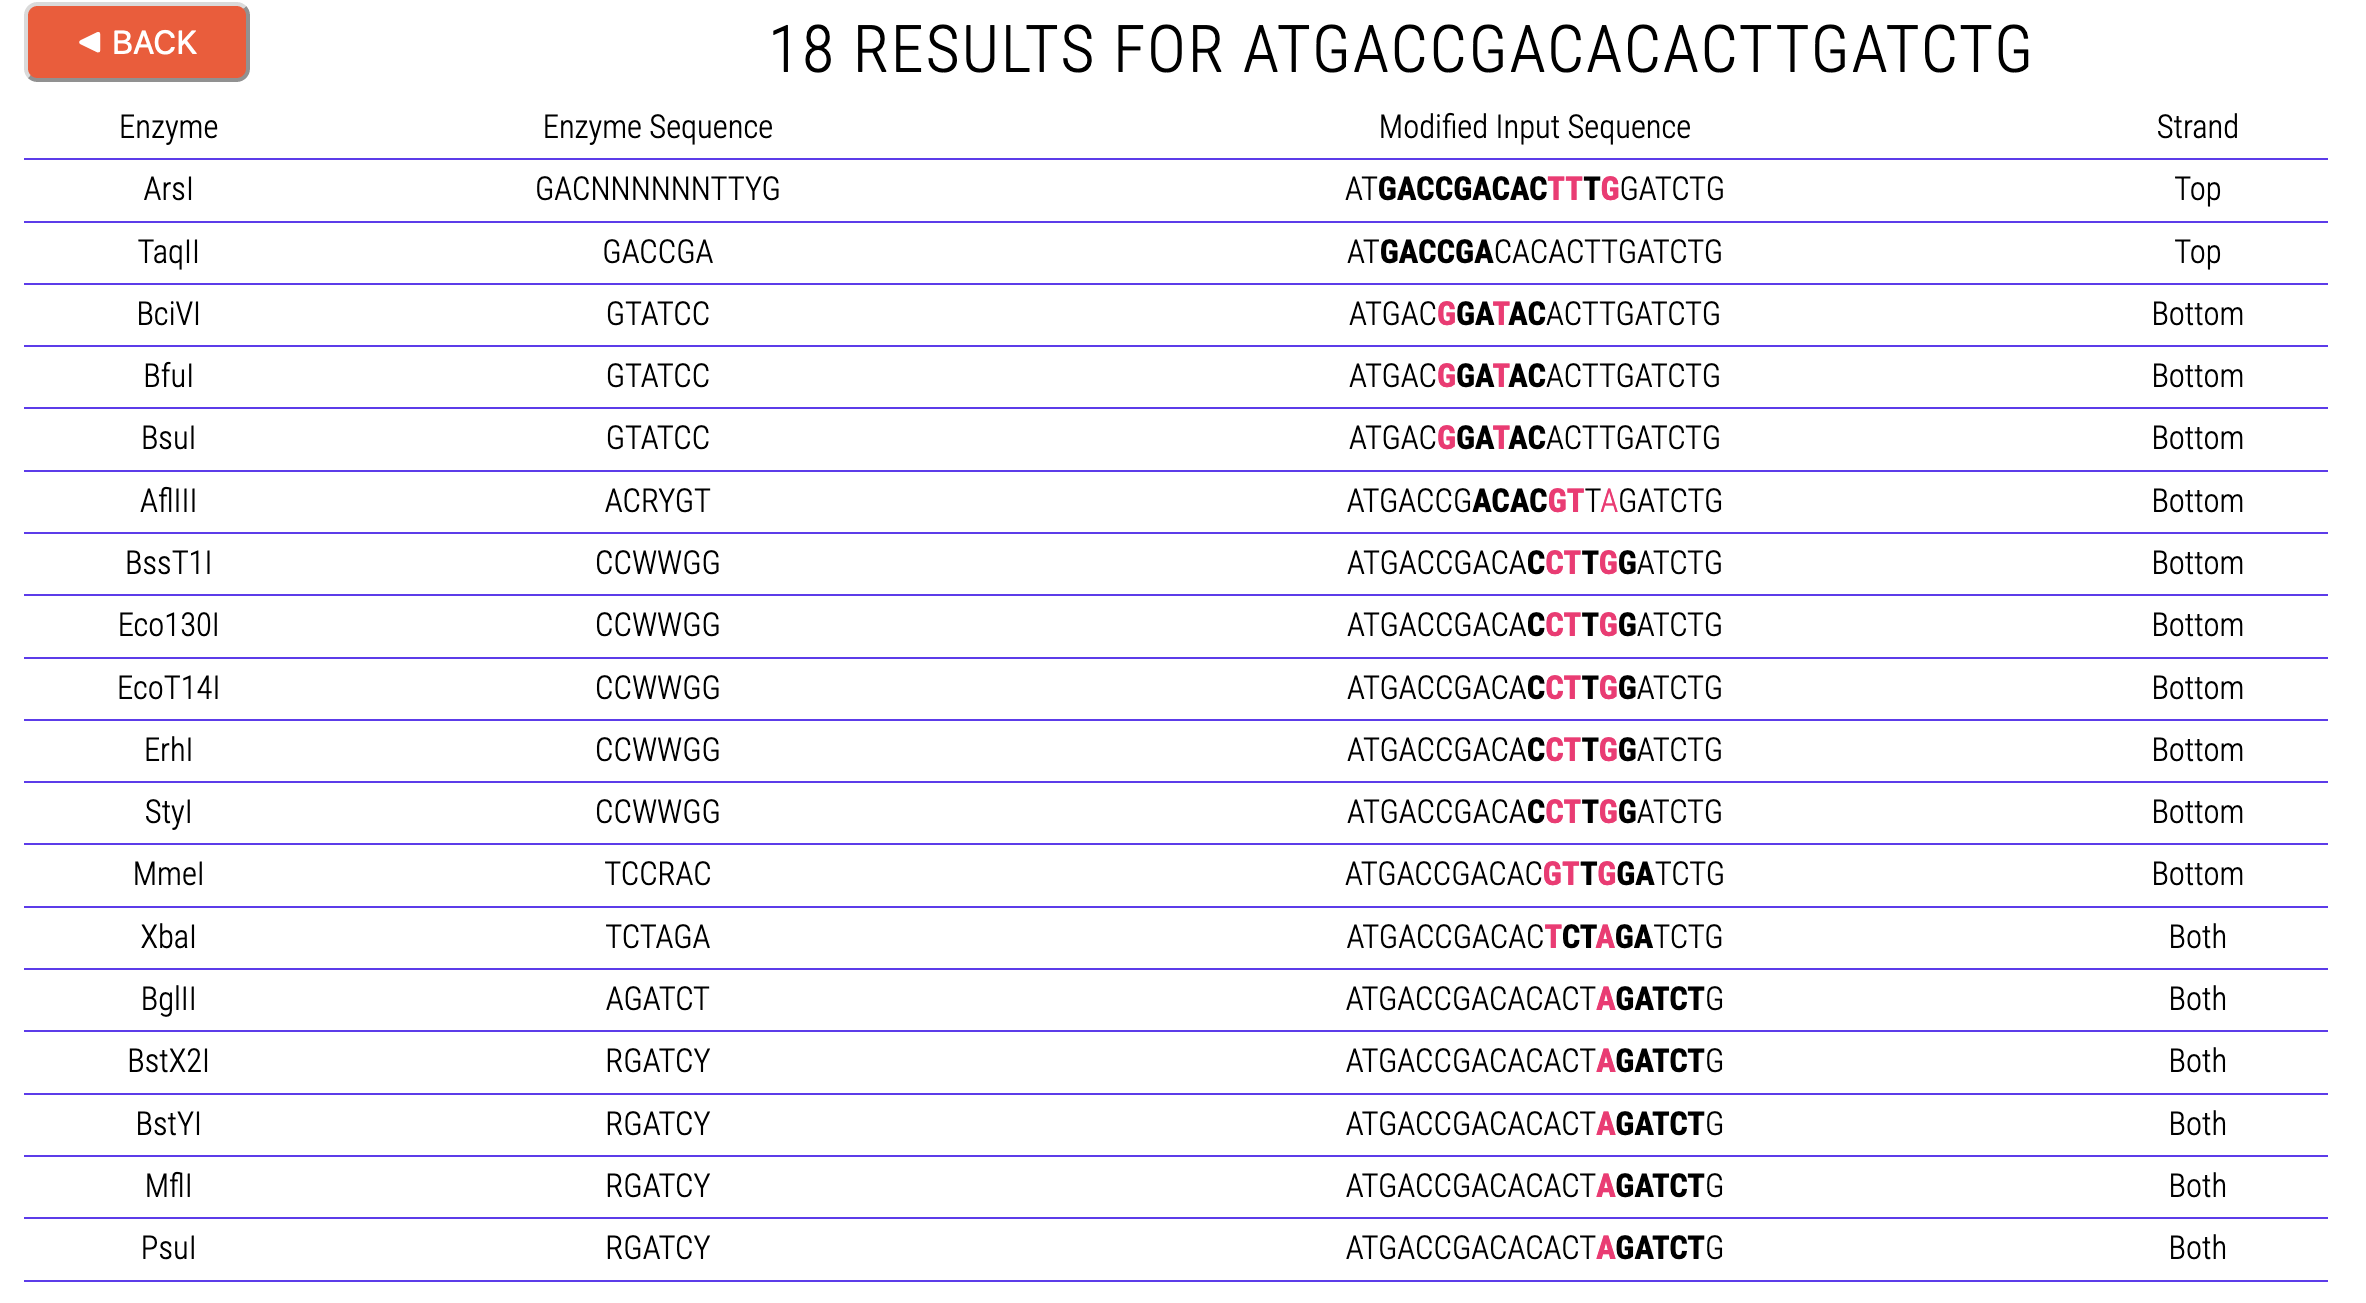 ◀ BACK
18 RESULTS FOR ATGACCGACACACTTGATCTG
Enzyme Enzyme Sequence Modified Input Sequence Strand
ArsI GACNNNNNNTTYG ATGACCGACACTTTGGATCTG Top
TaqII GACCGA ATGACCGACACACTTGATCTG Top
BciVI GTATCC ATGACGGATACACTTGATCTG Bottom
BfuI GTATCC ATGACGGATACACTTGATCTG Bottom
BsuI GTATCC ATGACGGATACACTTGATCTG Bottom
AflIII ACRYGT ATGACCGACACGTTAGATCTG Bottom
BssT1I CCWWGG ATGACCGACACCTTGGATCTG Bottom
Eco130I CCWWGG ATGACCGACACCTTGGATCTG Bottom
EcoT14I CCWWGG ATGACCGACACCTTGGATCTG Bottom
ErhI CCWWGG ATGACCGACACCTTGGATCTG Bottom
StyI CCWWGG ATGACCGACACCTTGGATCTG Bottom
MmeI TCCRAC ATGACCGACACGTTGGATCTG Bottom
XbaI TCTAGA ATGACCGACACTCTAGATCTG Both
BglII AGATCT ATGACCGACACACTAGATCTG Both
BstX2I RGATCY ATGACCGACACACTAGATCTG Both
BstYI RGATCY ATGACCGACACACTAGATCTG Both
MflI RGATCY ATGACCGACACACTAGATCTG Both
PsuI RGATCY ATGACCGACACACTAGATCTG Both